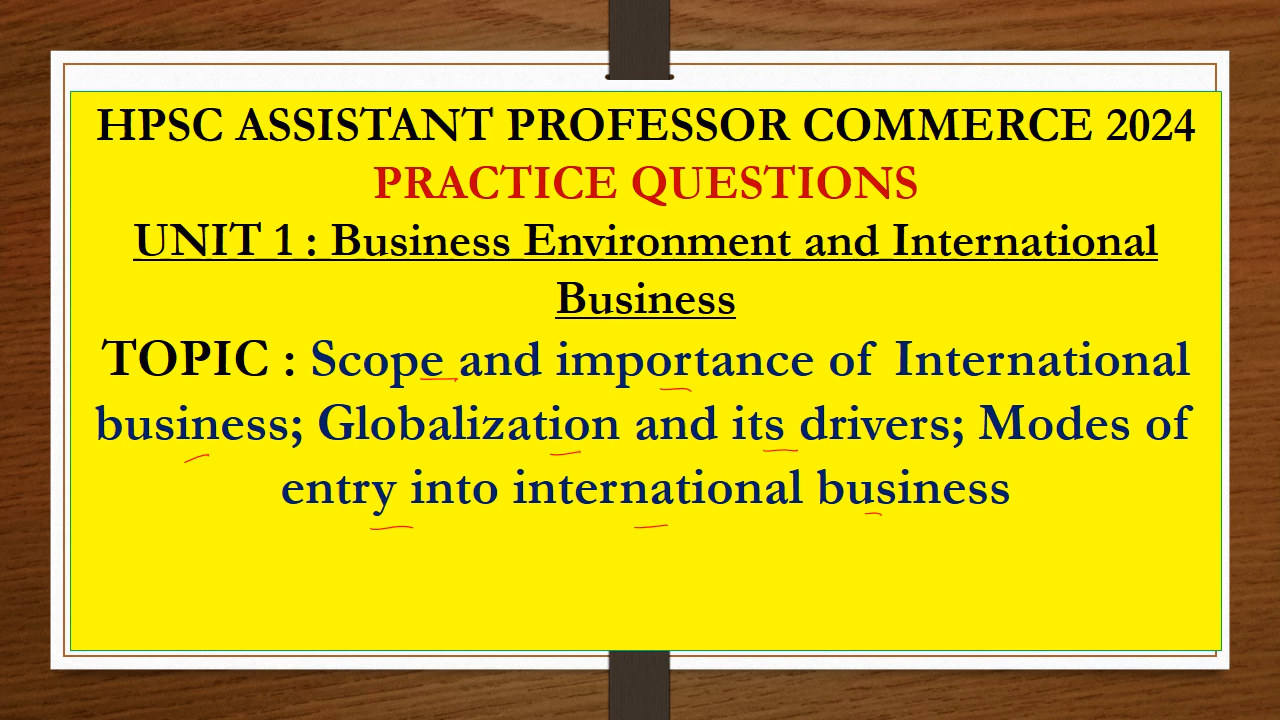 HPSC ASSISTANT PROFESSOR COMMERCE 2024
PRACTICE QUESTIONS
UNIT 1 : Business Environment and International
Business
TOPIC : Scope and importance of International
business; Globalization and its drivers; Modes of
entry into international business